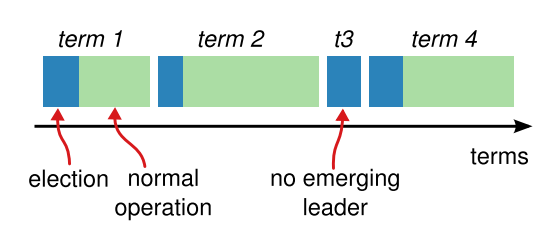 term 1 term 2 t3 term 4
terms
election normal no emerging
operation leader